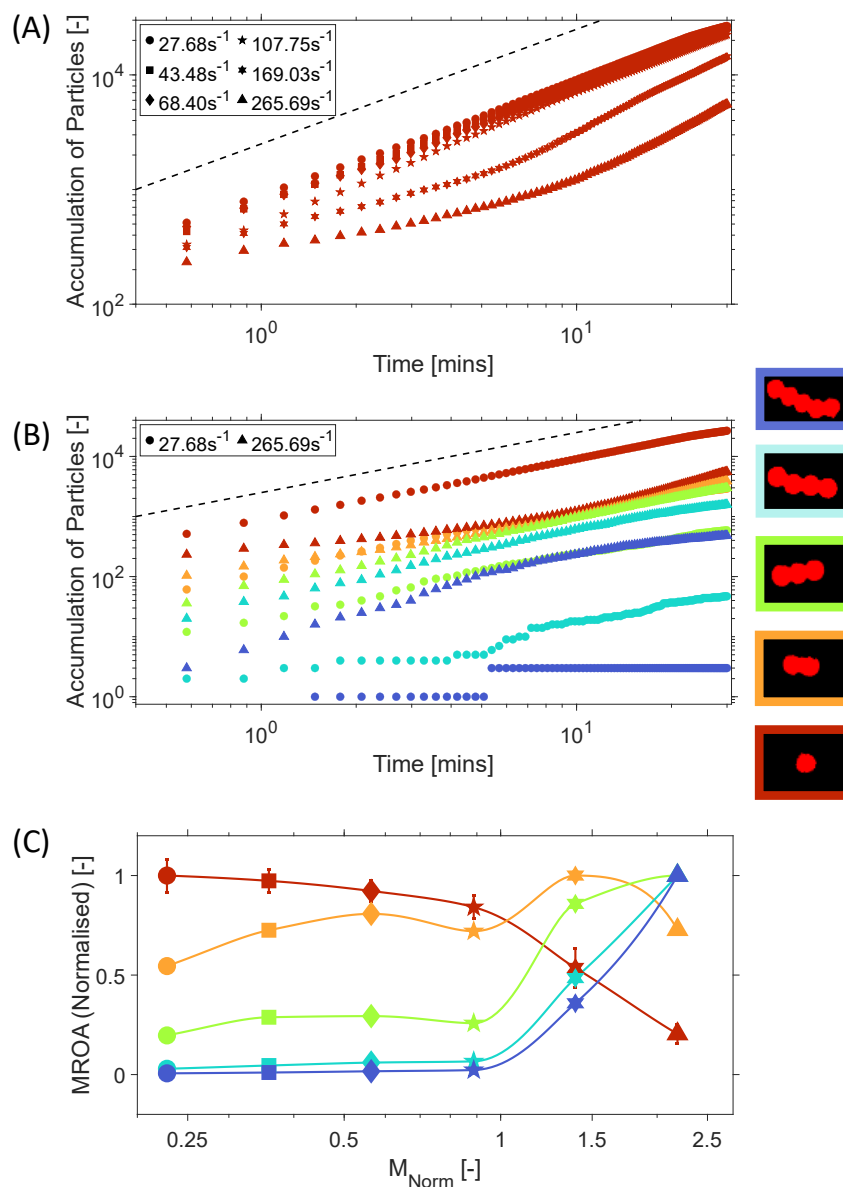 (A)
27.68s⁻¹ 107.75s⁻¹
43.48s⁻¹ 169.03s⁻¹
68.40s⁻¹ 265.69s⁻¹
Accumulation of Particles [-]
10⁴
10²
10⁰ 10¹
Time [mins]
(B)
27.68s⁻¹ 265.69s⁻¹
Accumulation of Particles [-]
10⁴
10²
10⁰
10⁰ 10¹
Time [mins]
(C)
MROA (Normalised) [-]
1
0.5
0
0.25 0.5 1 1.5 2.5
M_Norm [-]